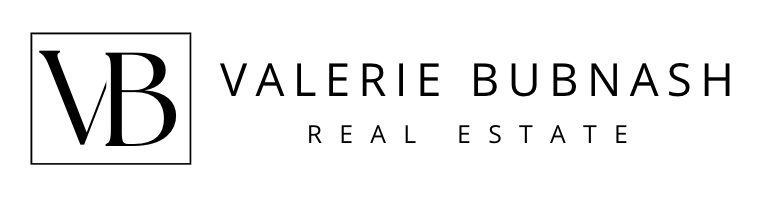 VB
VALERIE BUBNASH
REAL ESTATE